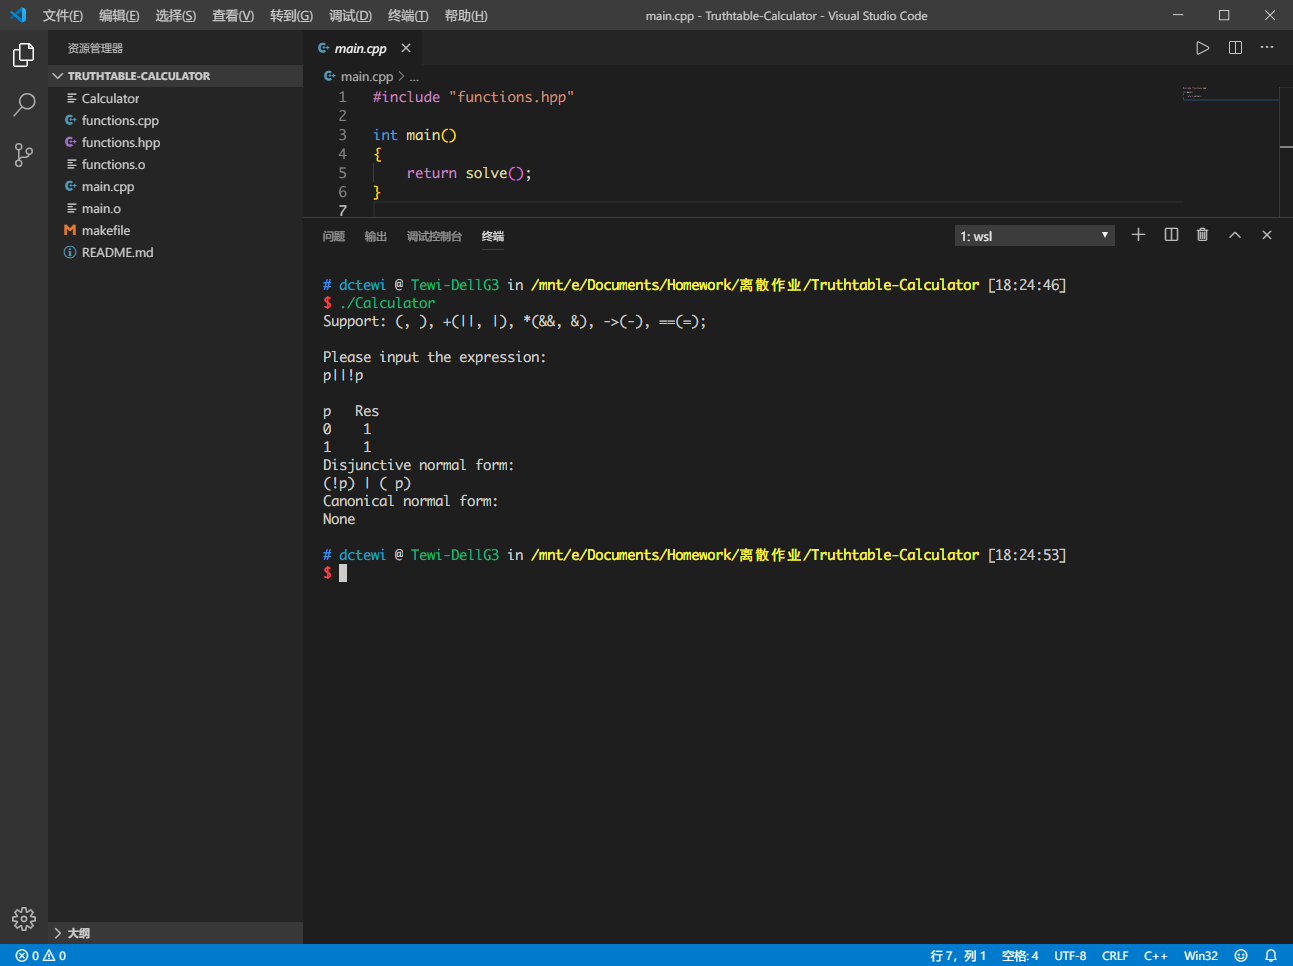 文件(F) 编辑(E) 选择(S) 查看(V) 转到(G) 调试(D) 终端(T) 帮助(H) main.cpp - Truthtable-Calculator - Visual Studio Code
资源管理器
TRUTHTABLE-CALCULATOR
Calculator
functions.cpp
functions.hpp
functions.o
main.cpp
main.o
makefile
README.md
大纲
main.cpp
main.cpp > ...
1 #include "functions.hpp"
2
3 int main()
4 {
5 return solve();
6 }
7
问题 输出 调试控制台 终端 1: wsl
# dctewi @ Tewi-DellG3 in /mnt/e/Documents/Homework/离散作业/Truthtable-Calculator [18:24:46]
$ ./Calculator
Support: (, ), +(||, |), *(&&, &), ->(-), ==(=);
Please input the expression:
p||!p
p Res
0 1
1 1
Disjunctive normal form:
(!p) | ( p)
Canonical normal form:
None
# dctewi @ Tewi-DellG3 in /mnt/e/Documents/Homework/离散作业/Truthtable-Calculator [18:24:53]
$
0 0 行 7，列 1 空格: 4 UTF-8 CRLF C++ Win32